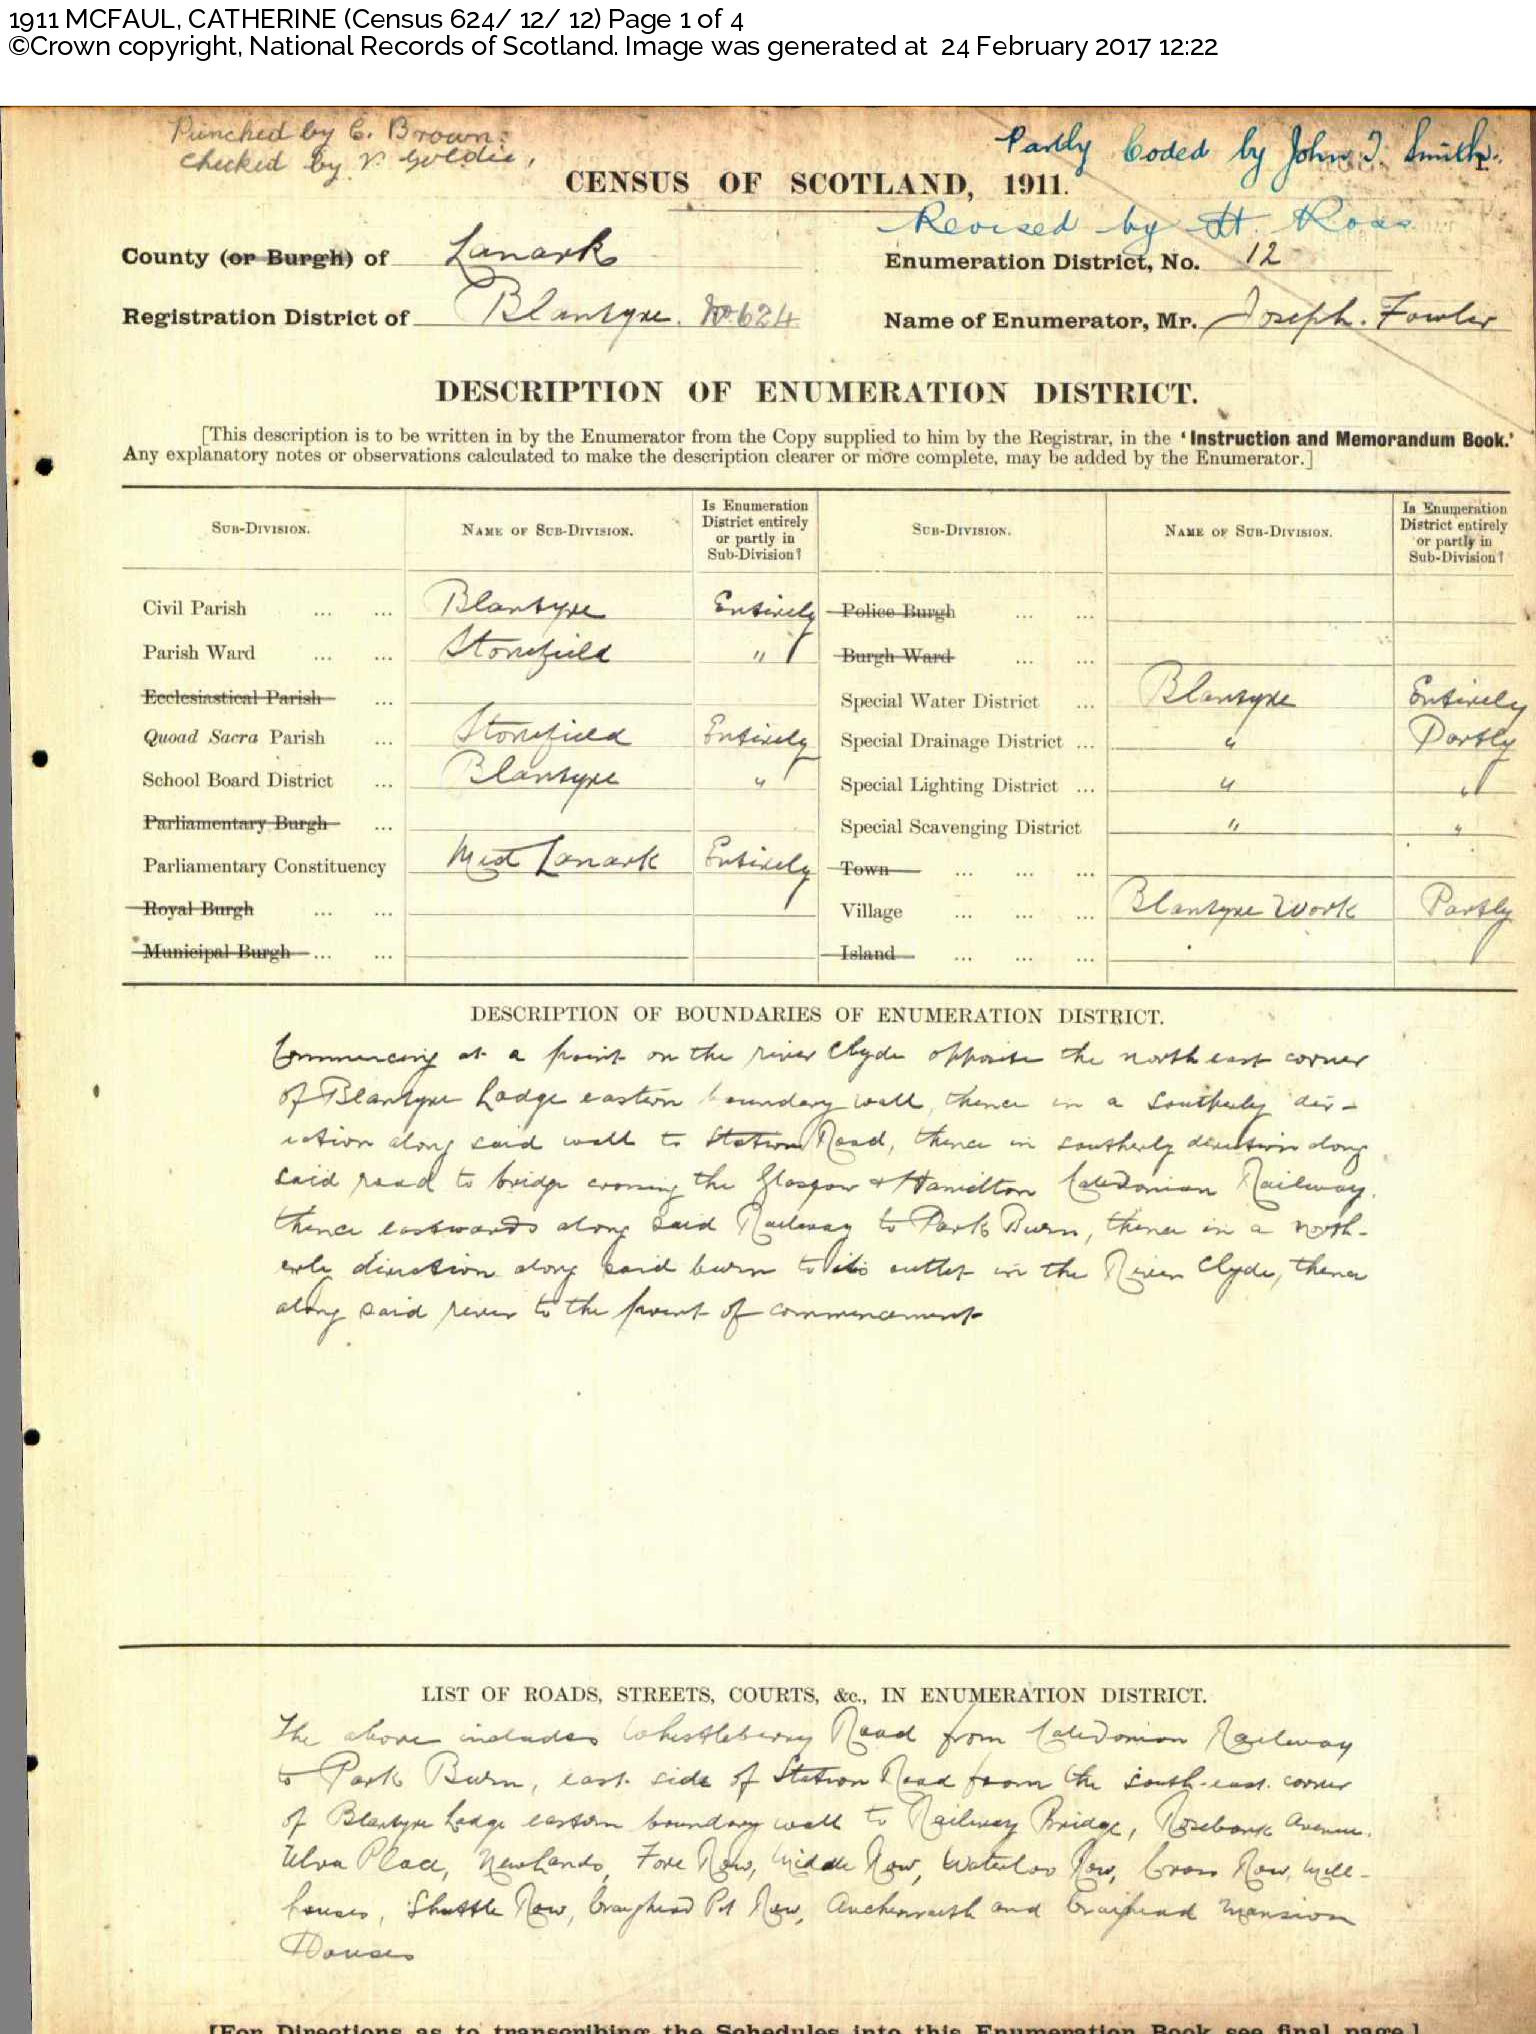 1911 MCFAUL, CATHERINE (Census 624/ 12/ 12) Page 1 of 4
©Crown copyright, National Records of Scotland. Image was generated at 24 February 2017 12:22
Punched by C. Brown.
Checked by Goldie,
Partly Coded by John J. Smith.
CENSUS OF SCOTLAND, 1911.
Revised by H. Ross
County (or Burgh) of Lanark
Enumeration District, No. 12
Registration District of Blantyre. No. 624
Name of Enumerator, Mr. Joseph. Fowler
DESCRIPTION OF ENUMERATION DISTRICT.
[This description is to be written in by the Enumerator from the Copy supplied to him by the Registrar, in the 'Instruction and Memorandum Book.'
Any explanatory notes or observations calculated to make the description clearer or more complete, may be added by the Enumerator.]
SUB-DIVISION. NAME OF SUB-DIVISION. Is Enumeration District entirely or partly in Sub-Division? SUB-DIVISION. NAME OF SUB-DIVISION. Is Enumeration District entirely or partly in Sub-Division?
Civil Parish ... ... Blantyre Entirely Police Burgh ... ...
Parish Ward ... ... Stonefield " Burgh Ward ... ...
Ecclesiastical Parish ... Special Water District ... Blantyre Entirely
Quoad Sacra Parish ... Stonefield Entirely Special Drainage District ... " Partly
School Board District ... Blantyre " Special Lighting District ... " "
Parliamentary Burgh ... Special Scavenging District " "
Parliamentary Constituency Mid Lanark Entirely Town ... ... ...
Royal Burgh ... ... Village ... ... ... Blantyre Work Partly
Municipal Burgh ... ... Island ... ... ...
DESCRIPTION OF BOUNDARIES OF ENUMERATION DISTRICT.
Commencing at a point on the river Clyde opposite the north east corner
of Blantyre Lodge eastern boundary wall, thence in a southerly dir-
ection along said wall to Station Road, thence in southerly direction along
said road to bridge crossing the Glasgow & Hamilton Caledonian Railway.
thence eastwards along said Railway to Park Burn, thence in a north-
erly direction along said burn to its outlet in the River Clyde, thence
along said river to the point of commencement
LIST OF ROADS, STREETS, COURTS, &c., IN ENUMERATION DISTRICT.
The above includes Whistleberry Road from Caledonian Railway
to Park Burn, east side of Station Road from the south-east corner
of Blantyre Lodge eastern boundary wall to Railway Bridge, Rosebank Avenue.
Ulva Place, Newlands, Fore Row, Middle Row, Waterloo Row, Cross Row, Mill-
houses, Shuttle Row, Craighead Pit Row, Auchinraith and Craighead Mansion
Houses
[For Directions as to transcribing the Schedules into this Enumeration Book see final page.]